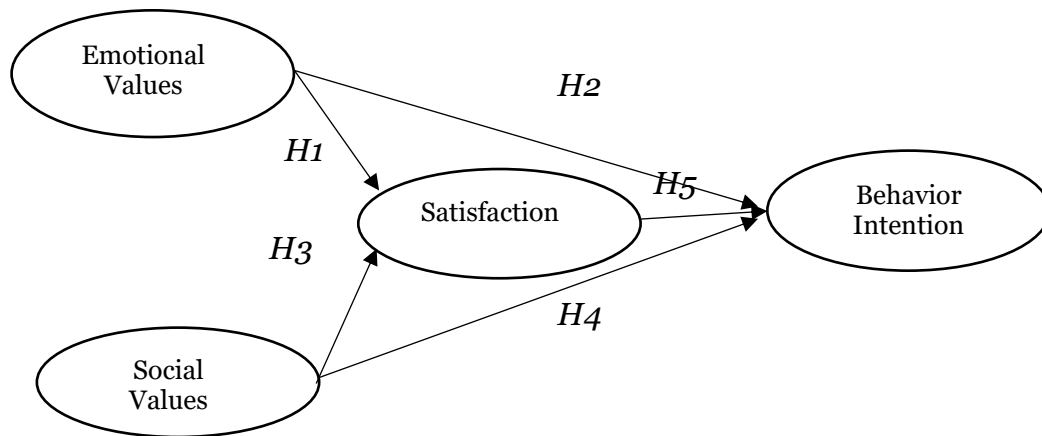 Emotional
Values
H2
H1
H5
Satisfaction
Behavior
Intention
H3
H4
Social
Values